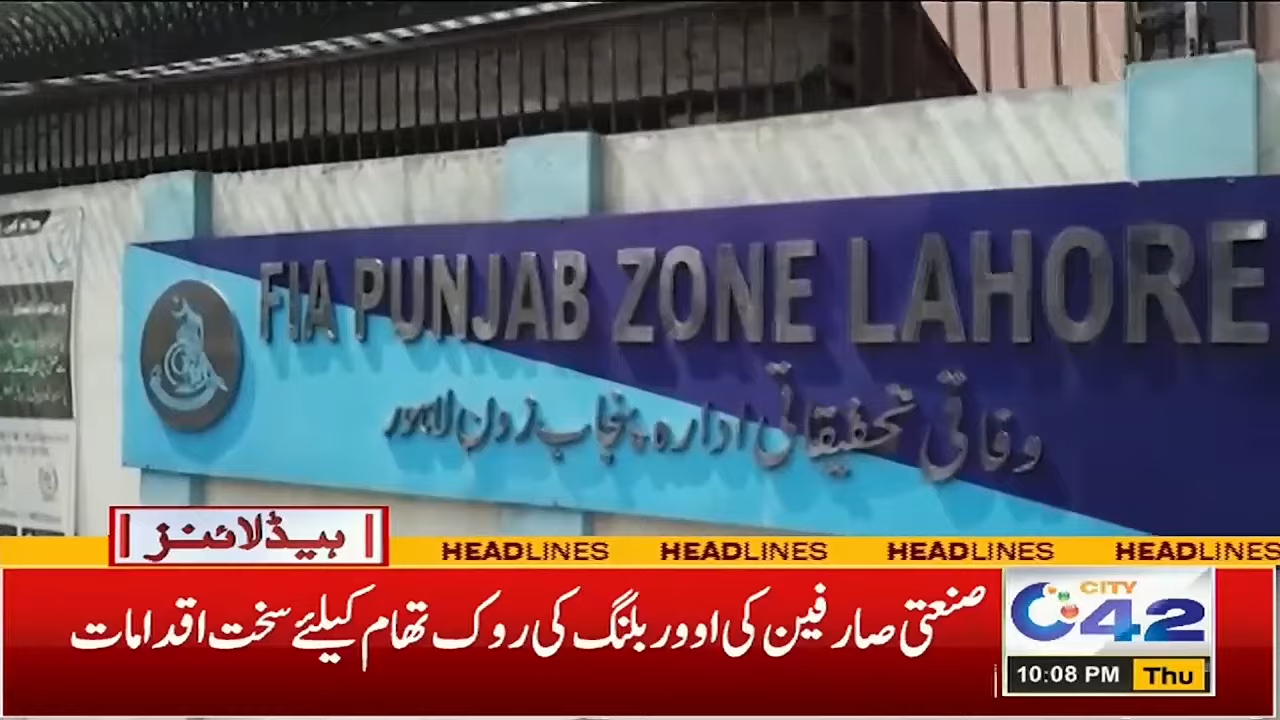 FIA PUNJAB ZONE LAHORE
وفاقی تحقیقاتی ادارہ پنجاب زون لاہور
ہیڈلائنز
HEADLINES HEADLINES HEADLINES HEADLINES
صنعتی صارفین کی اوور بلنگ کی روک تھام کیلئے سخت اقدامات
CITY
42
10:08 PM Thu